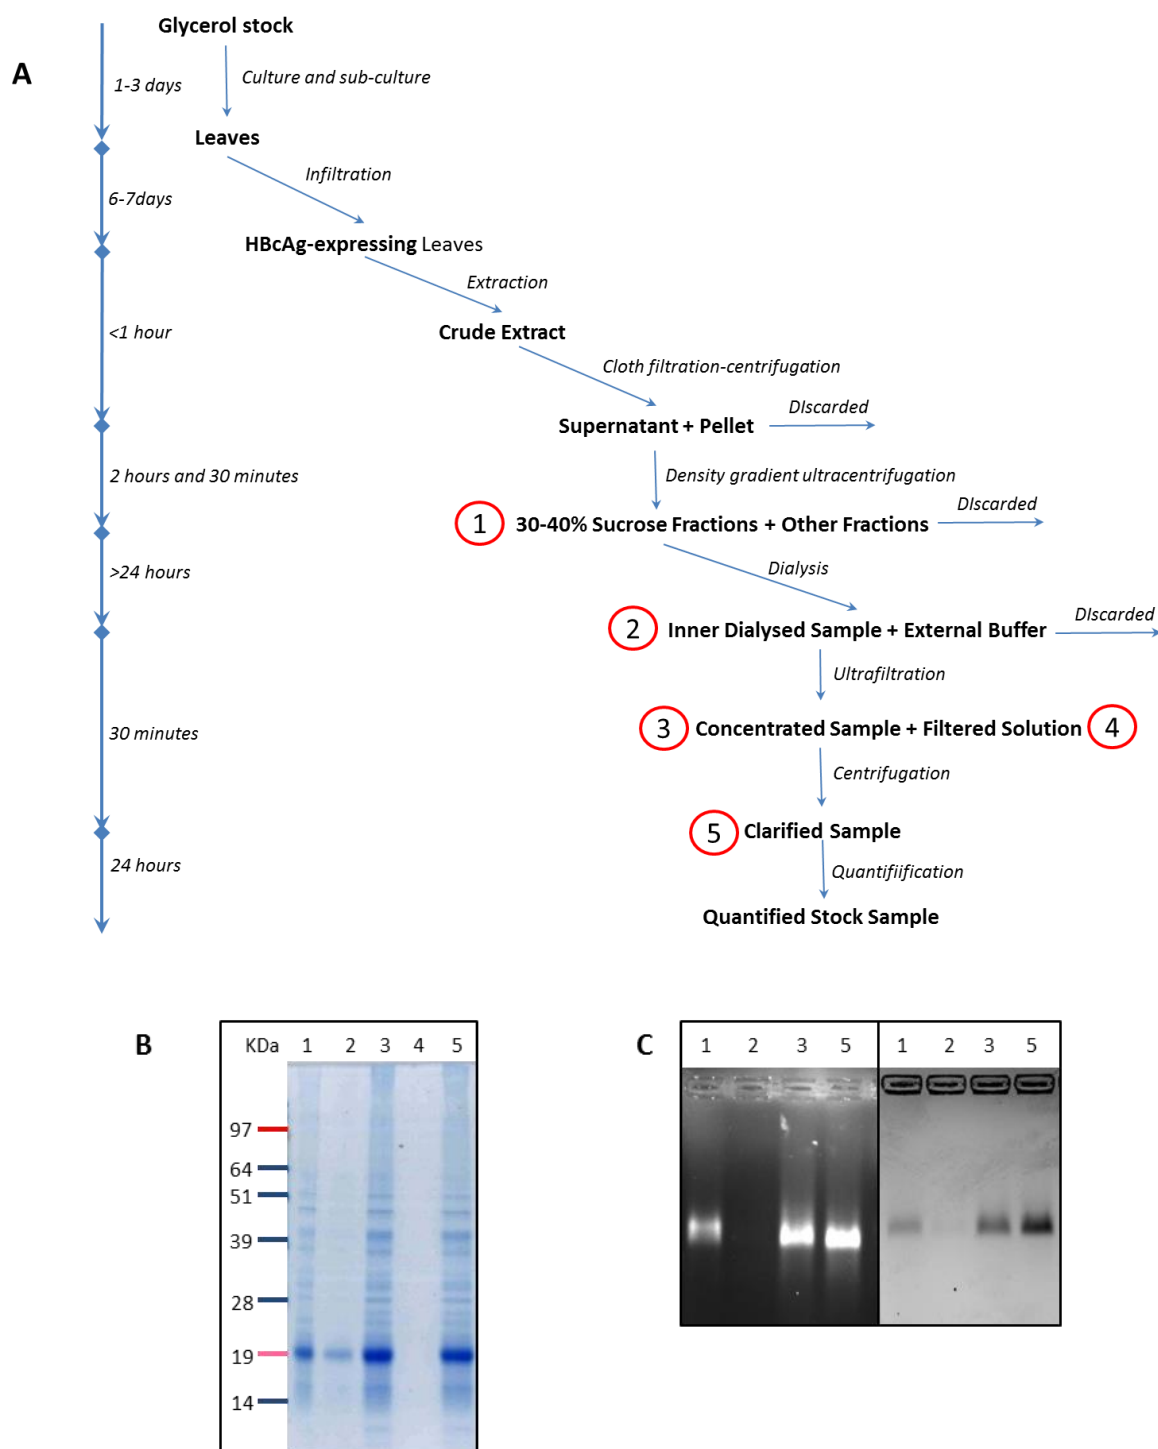 Glycerol stock
A
1-3 days
Culture and sub-culture
Leaves
Infiltration
6-7days
HBcAg-expressing Leaves
Extraction
<1 hour
Crude Extract
Cloth filtration-centrifugation
Supernatant + Pellet
DIscarded
2 hours and 30 minutes
Density gradient ultracentrifugation
1
30-40% Sucrose Fractions + Other Fractions
DIscarded
>24 hours
Dialysis
2
Inner Dialysed Sample + External Buffer
DIscarded
Ultrafiltration
30 minutes
3
Concentrated Sample + Filtered Solution
4
Centrifugation
5
Clarified Sample
24 hours
Quantifiification
Quantified Stock Sample
B
KDa 1 2 3 4 5
97
64
51
39
28
19
14
C
1 2 3 5
1 2 3 5